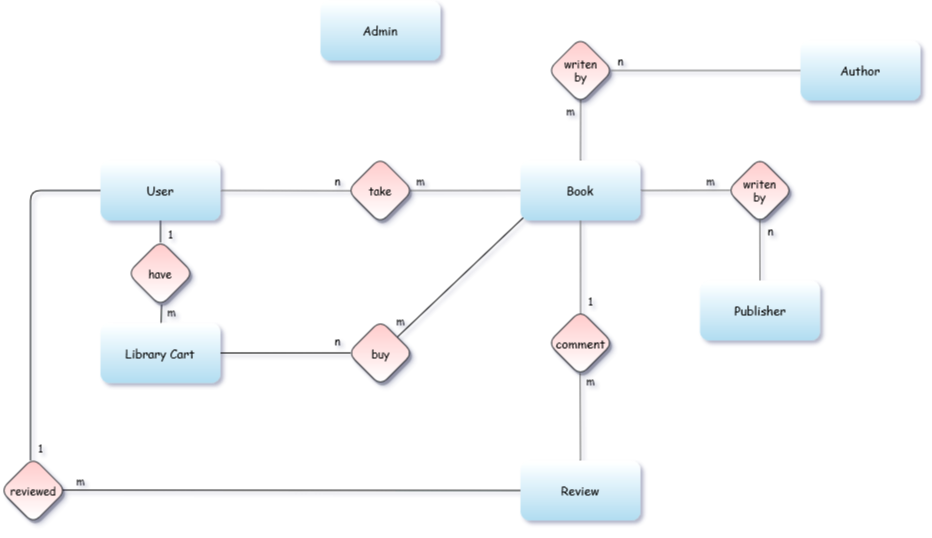 Admin
writen
by
n
Author
m
User
n
take
m
Book
m
writen
by
1
n
have
m
1
Publisher
Library Cart
n
buy
m
comment
m
1
reviewed
m
Review